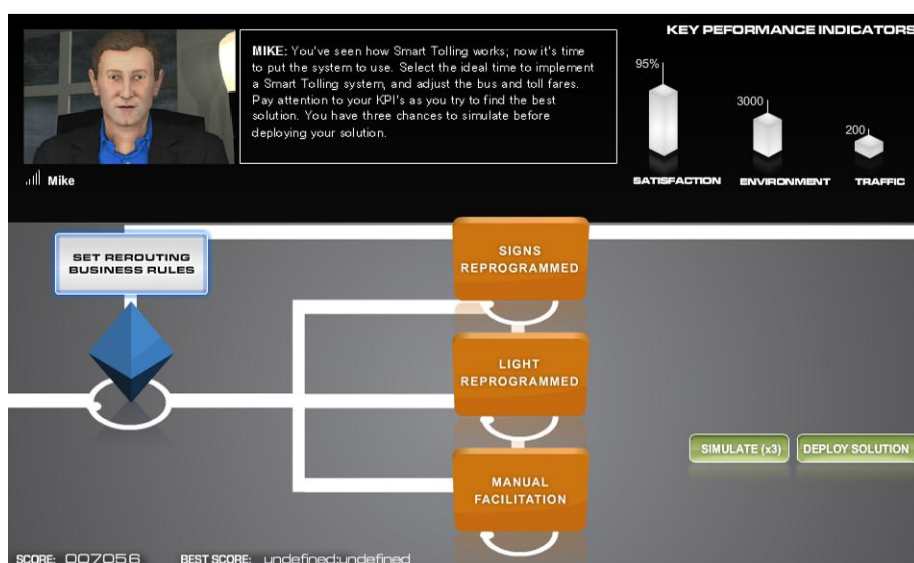 KEY PEFORMANCE INDICATORS
MIKE: You've seen how Smart Tolling works; now it's time
to put the system to use. Select the ideal time to implement
a Smart Tolling system, and adjust the bus and toll fares.
Pay attention to your KPI's as you try to find the best
solution. You have three chances to simulate before
deploying your solution.
95%
3000
200
Mike
SATISFACTION
ENVIRONMENT
TRAFFIC
SET REROUTING
BUSINESS RULES
SIGNS
REPROGRAMMED
LIGHT
REPROGRAMMED
SIMULATE (x3)
DEPLOY SOLUTION
MANUAL
FACILITATION
SCORE: 007056
BEST SCORE: undefined:undefined